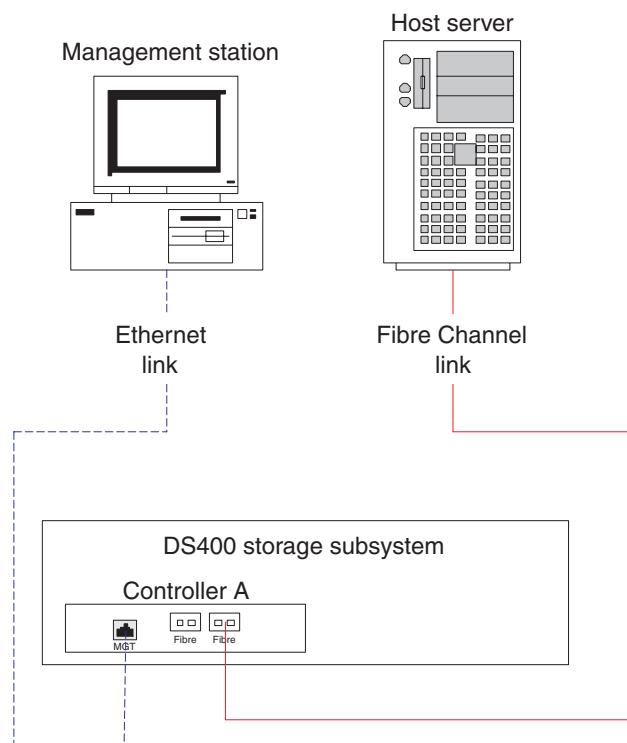 Host server
Management station
Ethernet
link
Fibre Channel
link
DS400 storage subsystem
Controller A
MGT
Fibre
Fibre